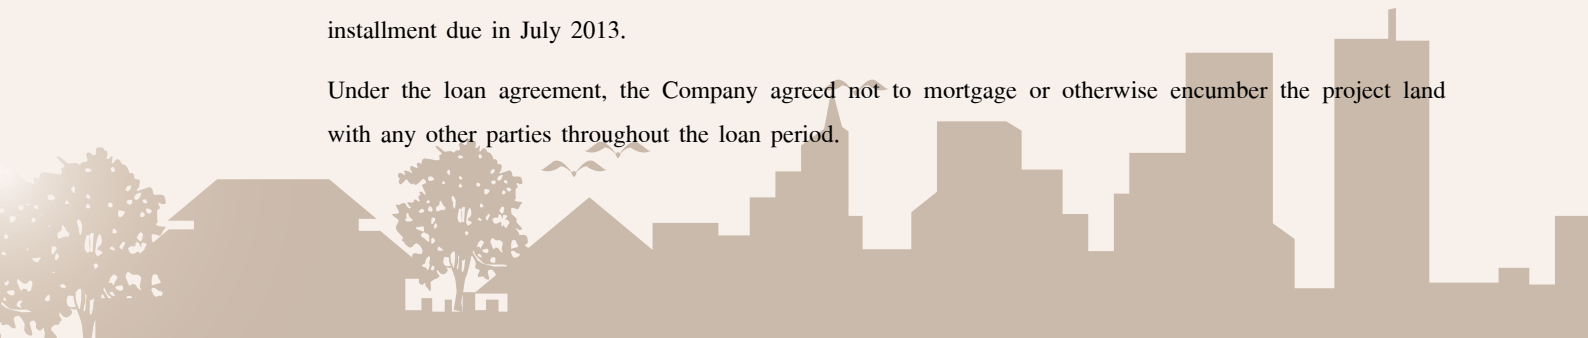 installment due in July 2013.
Under the loan agreement, the Company agreed not to mortgage or otherwise encumber the project land
with any other parties throughout the loan period.